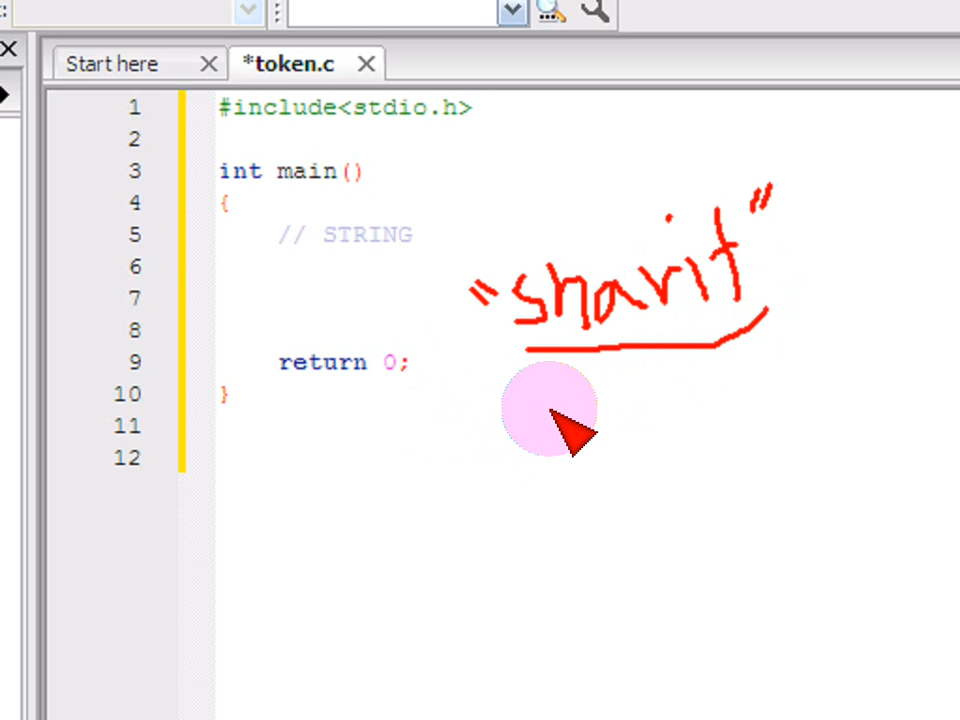 Start here
*token.c
1 #include<stdio.h>
2
3 int main()
4 {
5 // STRING
6
7
"sharif"
8
9 return 0;
10 }
11
12